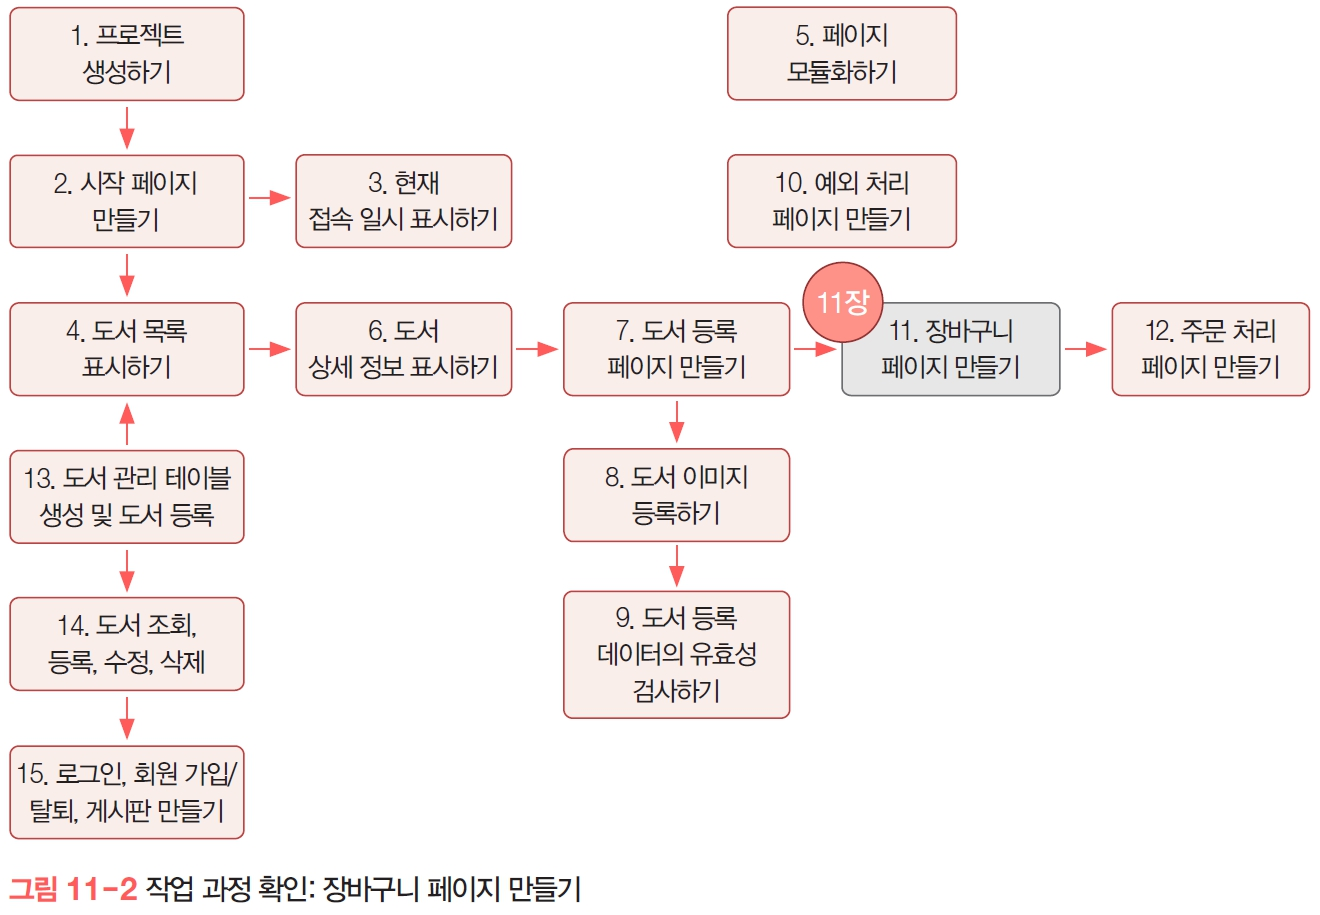 1. 프로젝트
생성하기
5. 페이지
모듈화하기
2. 시작 페이지
만들기
3. 현재
접속 일시 표시하기
10. 예외 처리
페이지 만들기
4. 도서 목록
표시하기
6. 도서
상세 정보 표시하기
7. 도서 등록
페이지 만들기
11장
11. 장바구니
페이지 만들기
12. 주문 처리
페이지 만들기
13. 도서 관리 테이블
생성 및 도서 등록
8. 도서 이미지
등록하기
14. 도서 조회,
등록, 수정, 삭제
9. 도서 등록
데이터의 유효성
검사하기
15. 로그인, 회원 가입/
탈퇴, 게시판 만들기
그림 11-2 작업 과정 확인: 장바구니 페이지 만들기